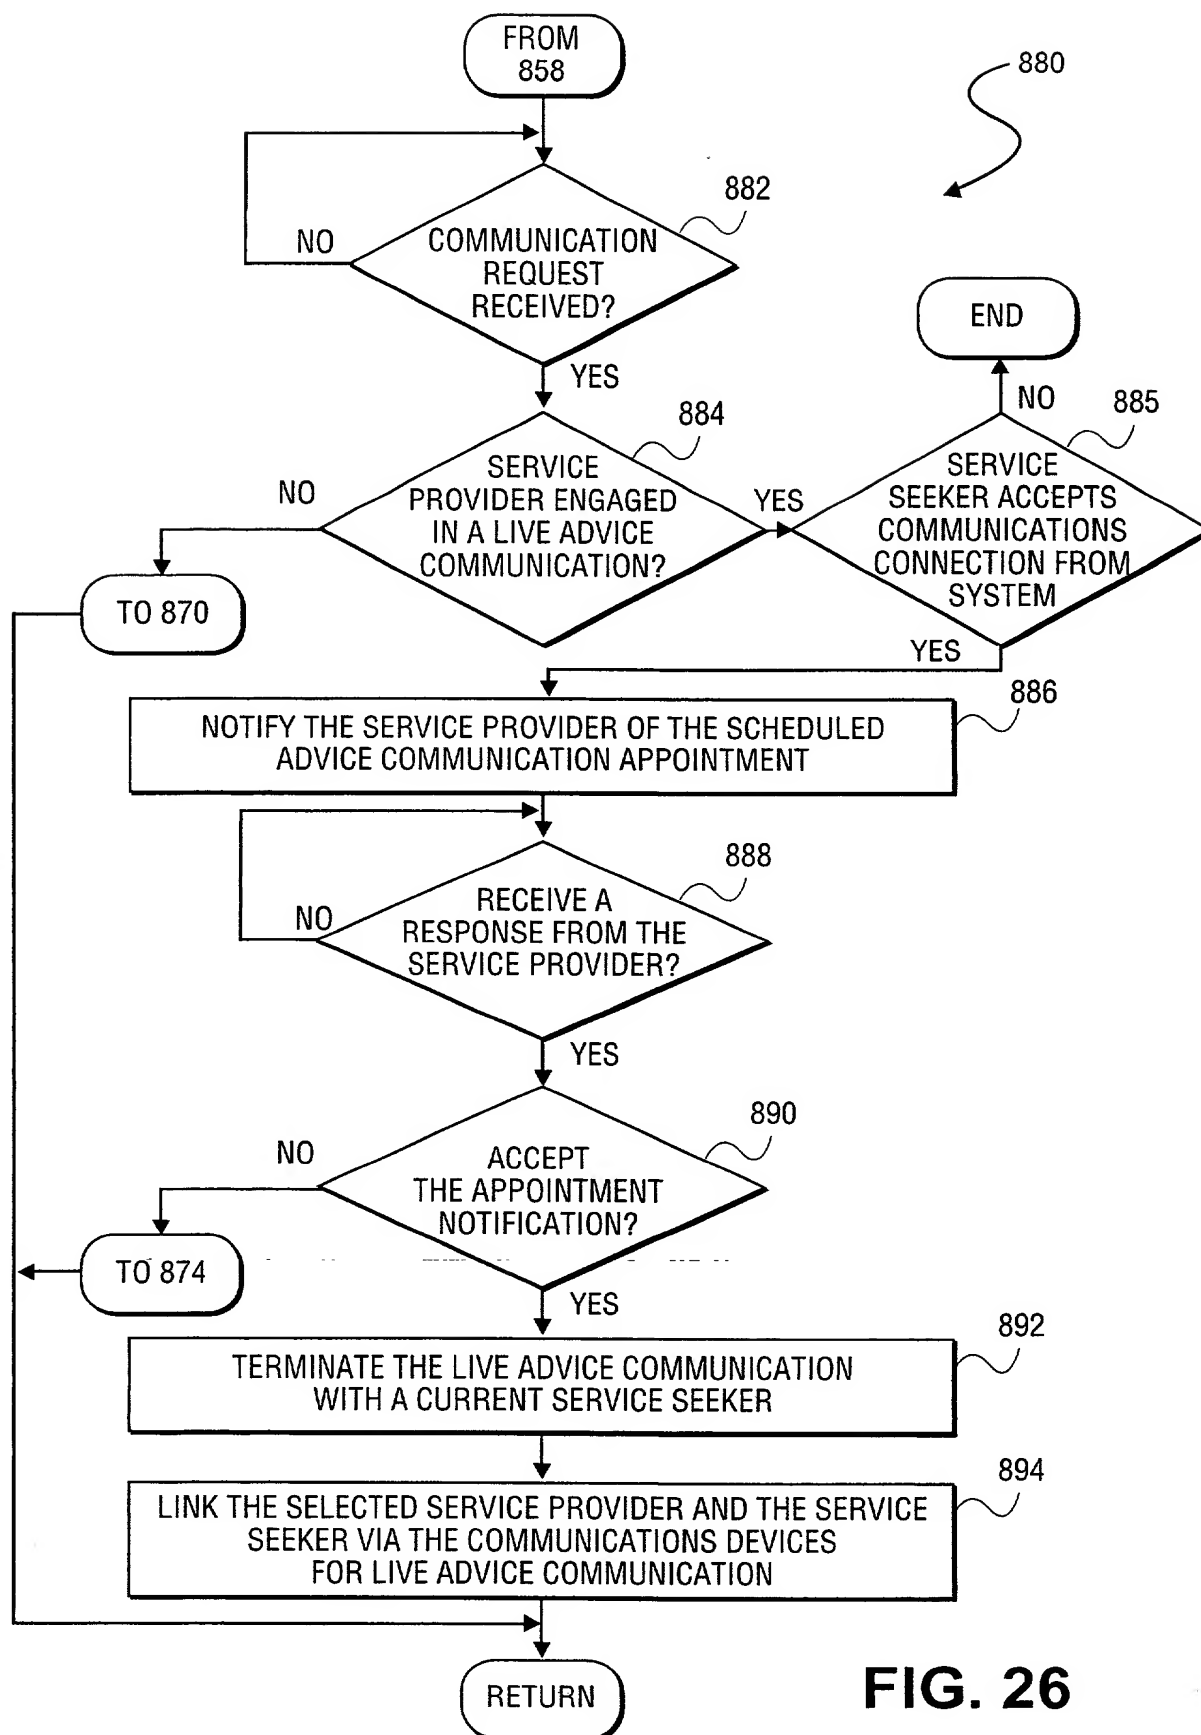 FROM
858
880
882
NO
COMMUNICATION
REQUEST
RECEIVED?
YES
END
NO
884
885
NO
SERVICE
PROVIDER ENGAGED
IN A LIVE ADVICE
COMMUNICATION?
YES
SERVICE
SEEKER ACCEPTS
COMMUNICATIONS
CONNECTION FROM
SYSTEM
TO 870
YES
886
NOTIFY THE SERVICE PROVIDER OF THE SCHEDULED
ADVICE COMMUNICATION APPOINTMENT
888
NO
RECEIVE A
RESPONSE FROM THE
SERVICE PROVIDER?
YES
890
NO
ACCEPT
THE APPOINTMENT
NOTIFICATION?
TO 874
YES
892
TERMINATE THE LIVE ADVICE COMMUNICATION
WITH A CURRENT SERVICE SEEKER
894
LINK THE SELECTED SERVICE PROVIDER AND THE SERVICE
SEEKER VIA THE COMMUNICATIONS DEVICES
FOR LIVE ADVICE COMMUNICATION
RETURN
FIG. 26